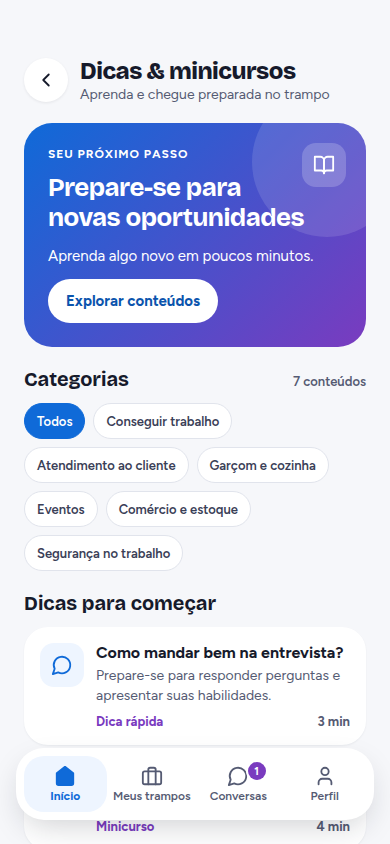 Dicas & minicursos
Aprenda e chegue preparada no trampo
SEU PRÓXIMO PASSO
Prepare-se para
novas oportunidades
Aprenda algo novo em poucos minutos.
Explorar conteúdos
Categorias
7 conteúdos
Todos
Conseguir trabalho
Atendimento ao cliente
Garçom e cozinha
Eventos
Comércio e estoque
Segurança no trabalho
Dicas para começar
Como mandar bem na entrevista?
Prepare-se para responder perguntas e
apresentar suas habilidades.
Dica rápida
3 min
1
Início
Meus trampos
Conversas
Perfil
Minicurso
4 min